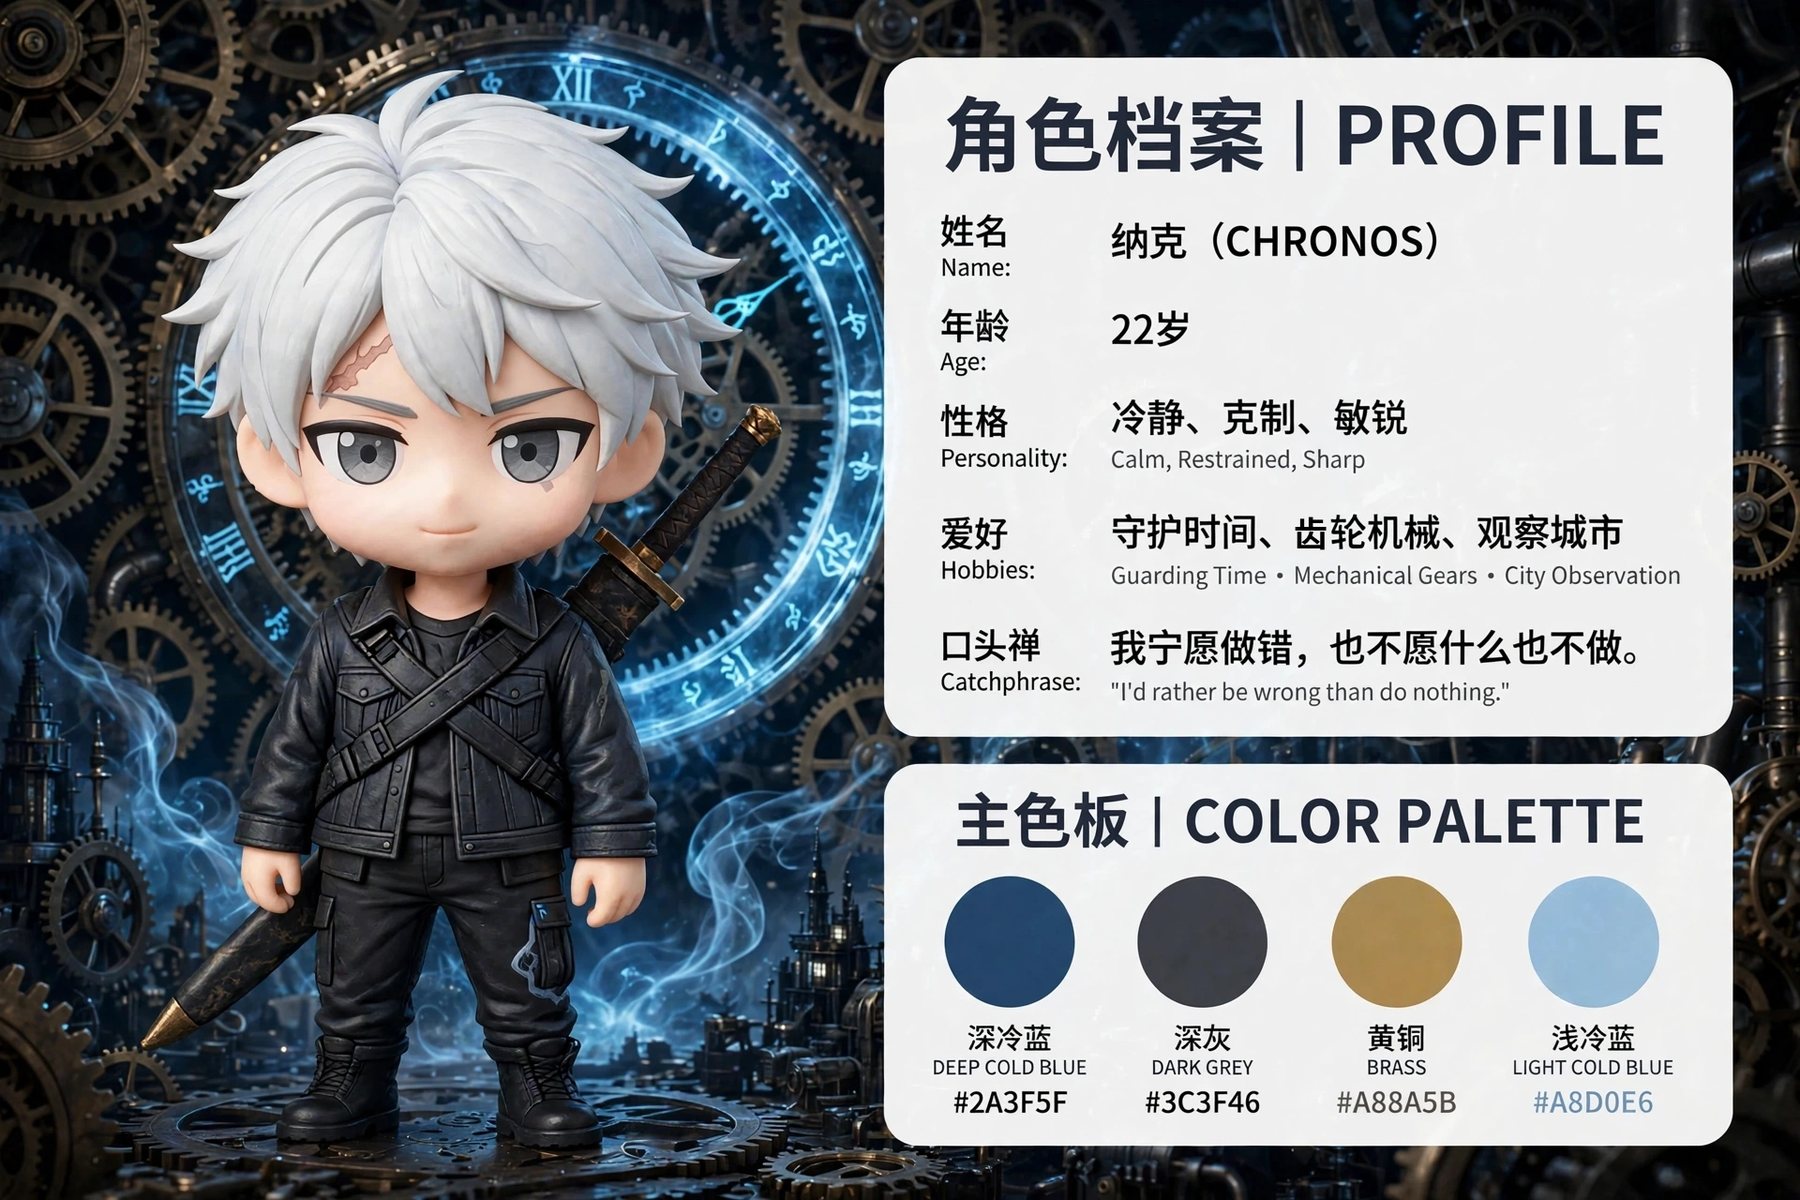 角色档案 | PROFILE
姓名
Name:
纳克（CHRONOS）
年龄
Age:
22岁
性格
Personality:
冷静、克制、敏锐
Calm, Restrained, Sharp
爱好
Hobbies:
守护时间、齿轮机械、观察城市
Guarding Time • Mechanical Gears • City Observation
口头禅
Catchphrase:
我宁愿做错，也不愿什么也不做。
"I'd rather be wrong than do nothing."
主色板 | COLOR PALETTE
深冷蓝
DEEP COLD BLUE
#2A3F5F
深灰
DARK GREY
#3C3F46
黄铜
BRASS
#A88A5B
浅冷蓝
LIGHT COLD BLUE
#A8D0E6
XII